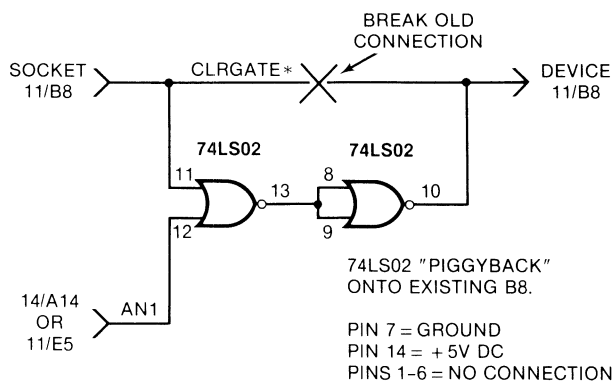 BREAK OLD
CONNECTION
SOCKET
11/B8
CLRGATE*
DEVICE
11/B8
74LS02
74LS02
11
12
13
8
9
10
14/A14
OR
11/E5
AN1
74LS02 "PIGGYBACK"
ONTO EXISTING B8.
PIN 7 = GROUND
PIN 14 = +5V DC
PINS 1-6 = NO CONNECTION